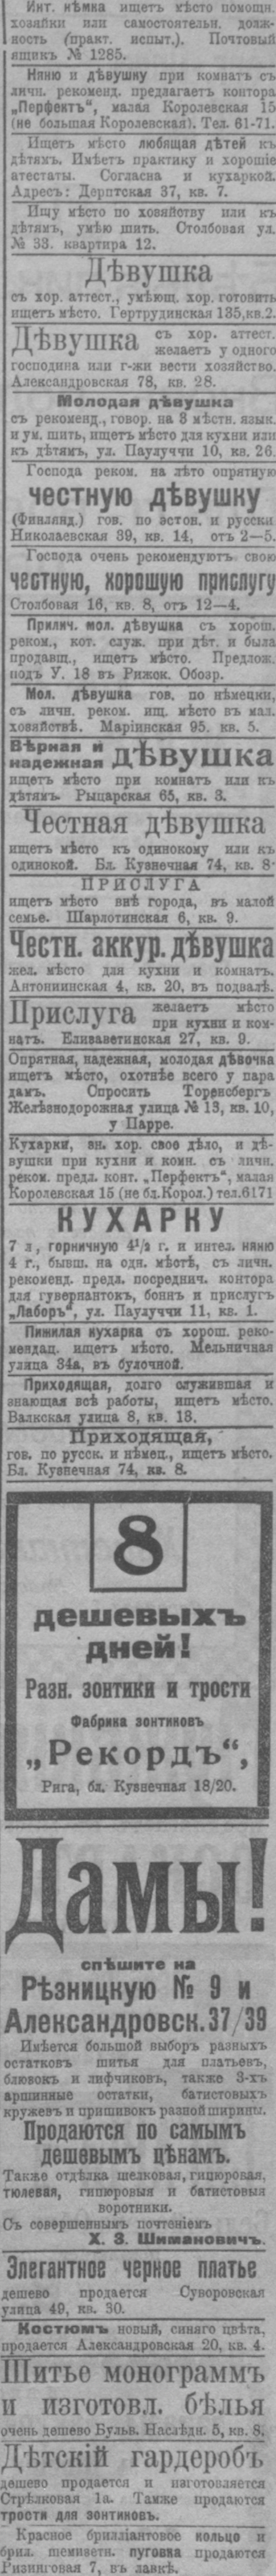 Инт. нѣмка ищетъ мѣсто помощн.
хозяйки или самостоятельн. долж-
ность (практ. испыт.). Почтовый
ящикъ № 1285.
Няню и дѣвушку при комнатъ съ
личн. рекоменд. предлагаетъ контора
„Перфектъ“, малая Королевская 15
(не большая Королевская). Тел. 61-71.
Ищетъ мѣсто любящая дѣтей къ
дѣтямъ. Имѣетъ практику и хорошіе
атестаты. Согласна и кухаркой.
Адресъ: Дерптская 37, кв. 7.
Ищу мѣсто по хозяйству или къ
дѣтямъ, умѣю шить. Столбовая ул.
№ 33. квартира 12.
Дѣвушка
съ хор. аттест., умѣющ. хор. готовить
ищетъ мѣсто. Гертрудинская 135, кв. 2.
Дѣвушка съ хор. аттест.
желаетъ у одного
господина или г-жи вести хозяйство.
Александровская 78, кв. 28.
Молодая дѣвушка
съ рекоменд., говор. на 3 мѣстн. язык.
и ум. шить, ищетъ мѣсто для кухни или
къ дѣтямъ, ул. Паулуччи 10, кв. 26.
Господа реком. на лѣто опрятную
честную дѣвушку
(Финлянд.) гов. по эстон. и русски
Николаевская 39, кв. 14, отъ 2—5.
Господа очень рекомендуютъ свою
честную, хорошую прислугу
Столбовая 16, кв. 8, отъ 12—4.
Прилич. мол. дѣвушка съ хорош.
реком., кот. служ. при дѣт. и была
продавщ., ищетъ мѣсто. Предлож.
подъ У. 18 въ Рижск. Обозр.
Мол. дѣвушка гов. по нѣмецки,
съ личн. реком. ищ. мѣсто въ мал.
хозяйствѣ. Маріинская 95. кв. 5.
Вѣрная и
надежная дѣвушка
ищетъ мѣсто при комнатъ или къ
дѣтямъ. Рыцарская 65, кв. 3.
Честная дѣвушка
ищетъ мѣсто къ одинокому или къ
одинокой. Бл. Кузнечная 74, кв. 8.
ПРИСЛУГА
ищетъ мѣсто внѣ города, въ малой
семье. Шарлотинская 6, кв. 9.
Честн. аккур. дѣвушка
жел. мѣсто для кухни и комнатъ.
Антонинская 4, кв. 20, въ подвалѣ.
Прислуга желаетъ мѣсто
при кухни и ком-
натъ. Елизаветинская 27, кв. 9.
Опрятная, надежная, молодая дѣвочка
ищетъ мѣсто, охотнѣе всего у пара
дамъ. Спросить Торенсбергъ
Желѣзнодорожная улица № 13, кв. 10,
у Парре.
Кухарки, зн. хор. свое дѣло, и дѣ-
вушки при кухни и комн. съ личн.
реком. предл. конт. „Перфектъ“, малая
Королевская 15 (не бл. Корол.) тел. 6171
КУХАРКУ
7 л, горничную 4½ г. и интел. няню
4 г., бывш. на одн. мѣстѣ, съ личн.
рекоменд. предл. посреднич. контора
для гувернантокъ, боннъ и прислугъ
„Лаборъ“, ул. Паулуччи 11, кв. 1.
Пижилая кухарка съ хорош. реко-
мендац. ищетъ мѣсто. Мельничная
улица 34а, въ булочной.
Приходящая, долго служившая и
знающая всѣ работы, ищетъ мѣсто.
Валкская улица 8, кв. 13.
Приходящая,
гов. по русск. и нѣмец., ищетъ мѣсто.
Бл. Кузнечная 74, кв. 8.
8
дешевыхъ
дней!
Разн. зонтики и трости
Фабрика зонтиковъ
„Рекордъ“,
Рига, бл. Кузнечная 18/20.
Дамы!
спѣшите на
Рѣзницкую № 9 и
Александровск. 37/39
Имѣется большой выборъ разныхъ
остатковъ шитья для платьевъ,
блювокъ и лифчиковъ, также 3-хъ
аршинные остатки, батистовыхъ
кружевъ и пришивокъ разной ширины.
Продаются по самымъ
дешевымъ цѣнамъ.
Также отдѣлка шелковая, гипюровая,
тюлевая, гипюровыя и батистовыя
воротники.
Съ совершеннымъ почтеніемъ
Х. З. Шимановичъ.
Элегантное черное платье
дешево продается Суворовская
улица 49, кв. 30.
Костюмъ новый, синяго цвѣта,
продается Александровская 20, кв. 4.
Шитье монограммъ
и изготовл. бѣлья
очень дешево Бульв. Наслѣдн. 5, кв. 8.
Дѣтскій гардеробъ
дешево продается и изготовляется
Стрѣлковая 1а. Также продаются
трости для зонтиковъ.
Красное брилліантовое кольцо и
брил. пуговка продаются
Ризинговая 7, въ лавкѣ.